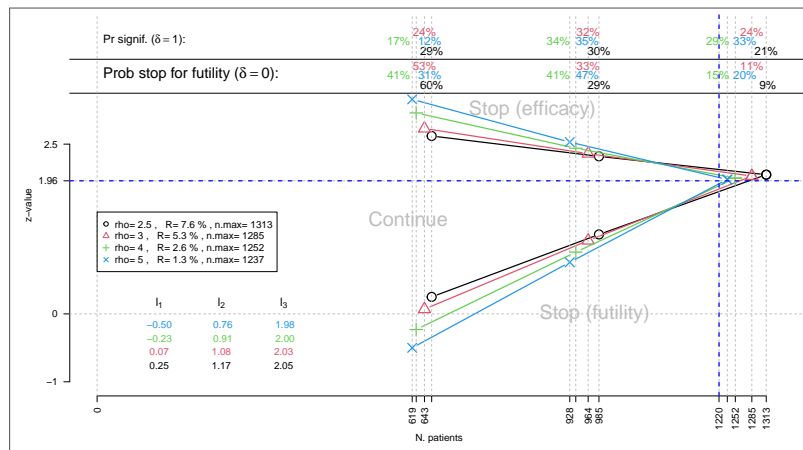 Pr signif. (δ= 1):
17% 24% 12% 29% 34% 32% 35% 30% 29% 24% 33% 21%
Prob stop for futility (δ= 0):
41% 53% 31% 60% 41% 33% 47% 29% 15% 11% 20% 9%
Stop (efficacy)
2.5
1.96
z−value
Continue
rho= 2.5 , R= 7.6 % , n.max= 1313
rho= 3 , R= 5.3 % , n.max= 1285
rho= 4 , R= 2.6 % , n.max= 1252
rho= 5 , R= 1.3 % , n.max= 1237
I1 I2 I3
−0.50 0.76 1.98
−0.23 0.91 2.00
0.07 1.08 2.03
0.25 1.17 2.05
0
Stop (futility)
−1
0 619 643 928 964 985 1220 1252 1285 1313
N. patients